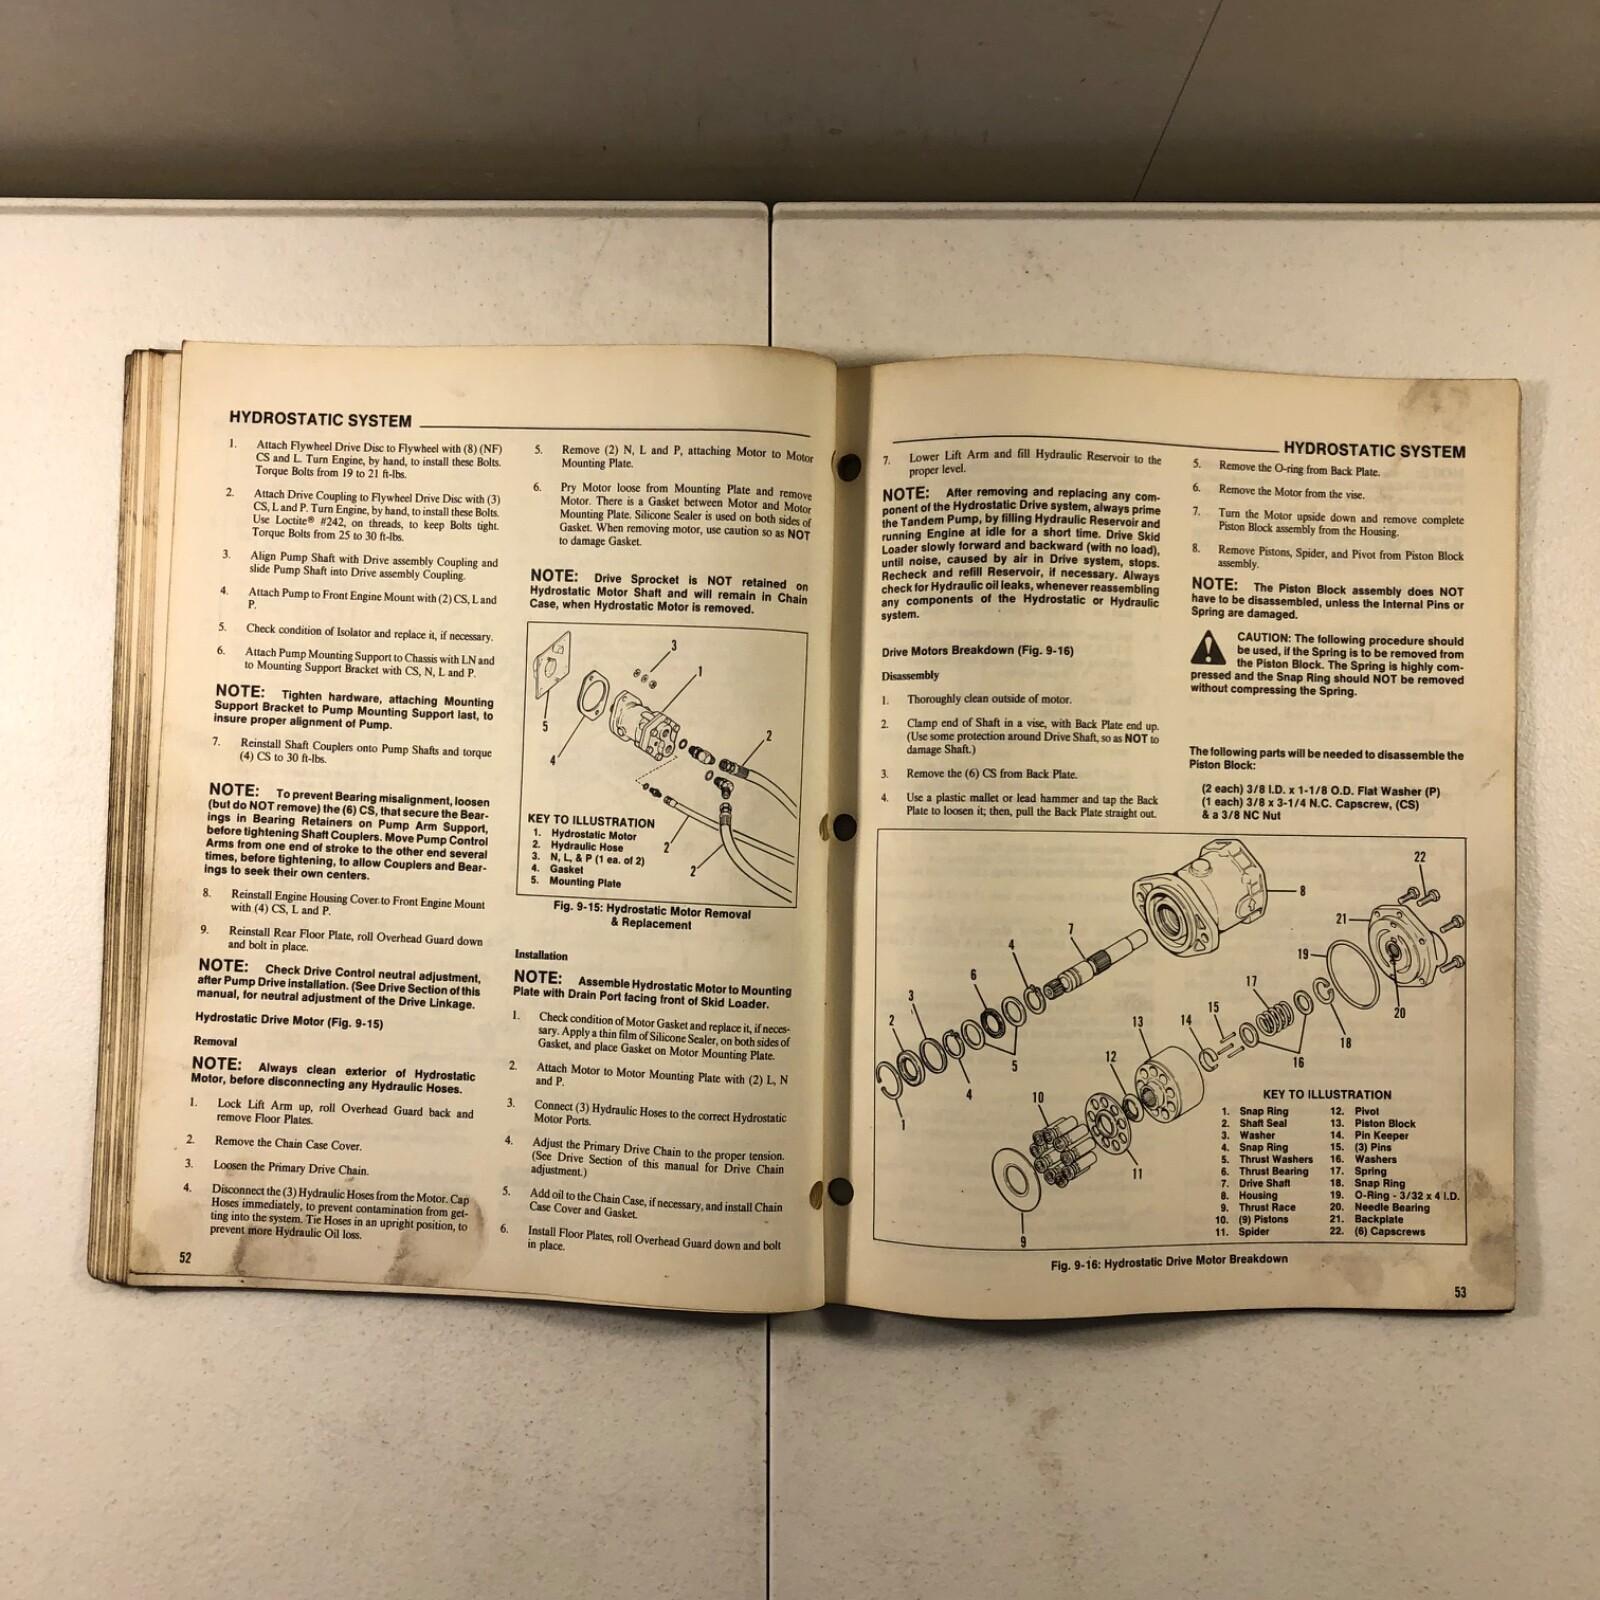 HYDROSTATIC SYSTEM
1. Attach Flywheel Drive Disc to Flywheel with (8) (NF)
CS and L. Turn Engine, by hand, to install these Bolts.
Torque Bolts from 19 to 21 ft-lbs.
2. Attach Drive Coupling to Flywheel Drive Disc with (3)
CS, L and P. Turn Engine, by hand, to install these Bolts.
Use Loctite® #242, on threads, to keep Bolts tight.
Torque Bolts from 25 to 30 ft-lbs.
3. Align Pump Shaft with Drive assembly Coupling and
slide Pump Shaft into Drive assembly Coupling.
4. Attach Pump to Front Engine Mount with (2) CS, L and
P.
5. Check condition of Isolator and replace it, if necessary.
6. Attach Pump Mounting Support to Chassis with LN and
to Mounting Support Bracket with CS, N, L and P.
NOTE: Tighten hardware, attaching Mounting
Support Bracket to Pump Mounting Support last, to
insure proper alignment of Pump.
7. Reinstall Shaft Couplers onto Pump Shafts and torque
(4) CS to 30 ft-lbs.
NOTE: To prevent Bearing misalignment, loosen
(but do NOT remove) the (6) CS, that secure the Bear-
ings in Bearing Retainers on Pump Arm Support,
before tightening Shaft Couplers. Move Pump Control
Arms from one end of stroke to the other end several
times, before tightening, to allow Couplers and Bear-
ings to seek their own centers.
8. Reinstall Engine Housing Cover to Front Engine Mount
with (4) CS, L and P.
9. Reinstall Rear Floor Plate, roll Overhead Guard down
and bolt in place.
NOTE: Check Drive Control neutral adjustment,
after Pump Drive installation. (See Drive Section of this
manual, for neutral adjustment of the Drive Linkage.
Hydrostatic Drive Motor (Fig. 9-15)
Removal
NOTE: Always clean exterior of Hydrostatic
Motor, before disconnecting any Hydraulic Hoses.
1. Lock Lift Arm up, roll Overhead Guard back and
remove Floor Plates.
2. Remove the Chain Case Cover.
3. Loosen the Primary Drive Chain.
4. Disconnect the (3) Hydraulic Hoses from the Motor. Cap
Hoses immediately, to prevent contamination from get-
ting into the system. Tie Hoses in an upright position, to
prevent more Hydraulic Oil loss.
52
5. Remove (2) N, L and P, attaching Motor to Motor
Mounting Plate.
6. Pry Motor loose from Mounting Plate and remove
Motor. There is a Gasket between Motor and Motor
Mounting Plate. Silicone Sealer is used on both sides of
Gasket. When removing motor, use caution so as NOT
to damage Gasket.
NOTE: Drive Sprocket is NOT retained on
Hydrostatic Motor Shaft and will remain in Chain
Case, when Hydrostatic Motor is removed.
3
1
5
4
2
2
2
KEY TO ILLUSTRATION
1. Hydrostatic Motor
2. Hydraulic Hose
3. N, L, & P (1 ea. of 2)
4. Gasket
5. Mounting Plate
Fig. 9-15: Hydrostatic Motor Removal
& Replacement
Installation
NOTE: Assemble Hydrostatic Motor to Mounting
Plate with Drain Port facing front of Skid Loader.
1. Check condition of Motor Gasket and replace it, if neces-
sary. Apply a thin film of Silicone Sealer, on both sides of
Gasket, and place Gasket on Motor Mounting Plate.
2. Attach Motor to Motor Mounting Plate with (2) L, N
and P.
3. Connect (3) Hydraulic Hoses to the correct Hydrostatic
Motor Ports.
4. Adjust the Primary Drive Chain to the proper tension.
(See Drive Section of this manual for Drive Chain
adjustment.)
5. Add oil to the Chain Case, if necessary, and install Chain
Case Cover and Gasket.
6. Install Floor Plates, roll Overhead Guard down and bolt
in place.
HYDROSTATIC SYSTEM
7. Lower Lift Arm and fill Hydraulic Reservoir to the
proper level.
NOTE: After removing and replacing any com-
ponent of the Hydrostatic Drive system, always prime
the Tandem Pump, by filling Hydraulic Reservoir and
running Engine at idle for a short time. Drive Skid
Loader slowly forward and backward (with no load),
until noise, caused by air in Drive system, stops.
Recheck and refill Reservoir, if necessary. Always
check for Hydraulic oil leaks, whenever reassembling
any components of the Hydrostatic or Hydraulic
system.
Drive Motors Breakdown (Fig. 9-16)
Disassembly
1. Thoroughly clean outside of motor.
2. Clamp end of Shaft in a vise, with Back Plate end up.
(Use some protection around Drive Shaft, so as NOT to
damage Shaft.)
3. Remove the (6) CS from Back Plate.
4. Use a plastic mallet or lead hammer and tap the Back
Plate to loosen it; then, pull the Back Plate straight out.
5. Remove the O-ring from Back Plate.
6. Remove the Motor from the vise.
7. Turn the Motor upside down and remove complete
Piston Block assembly from the Housing.
8. Remove Pistons, Spider, and Pivot from Piston Block
assembly.
NOTE: The Piston Block assembly does NOT
have to be disassembled, unless the Internal Pins or
Spring are damaged.
CAUTION: The following procedure should
be used, if the Spring is to be removed from
the Piston Block. The Spring is highly com-
pressed and the Snap Ring should NOT be removed
without compressing the Spring.
The following parts will be needed to disassemble the
Piston Block:
(2 each) 3/8 I.D. x 1-1/8 O.D. Flat Washer (P)
(1 each) 3/8 x 3-1/4 N.C. Capscrew, (CS)
& a 3/8 NC Nut
22
8
21
7
4
19
6
17
3
20
2
15
13
14
18
5
12
16
4
10
1
11
9
KEY TO ILLUSTRATION
1. Snap Ring
2. Shaft Seal
3. Washer
4. Snap Ring
5. Thrust Washers
6. Thrust Bearing
7. Drive Shaft
8. Housing
9. Thrust Race
10. (9) Pistons
11. Spider
12. Pivot
13. Piston Block
14. Pin Keeper
15. (3) Pins
16. Washers
17. Spring
18. Snap Ring
19. O-Ring - 3/32 x 4 I.D.
20. Needle Bearing
21. Backplate
22. (6) Capscrews
Fig. 9-16: Hydrostatic Drive Motor Breakdown
53